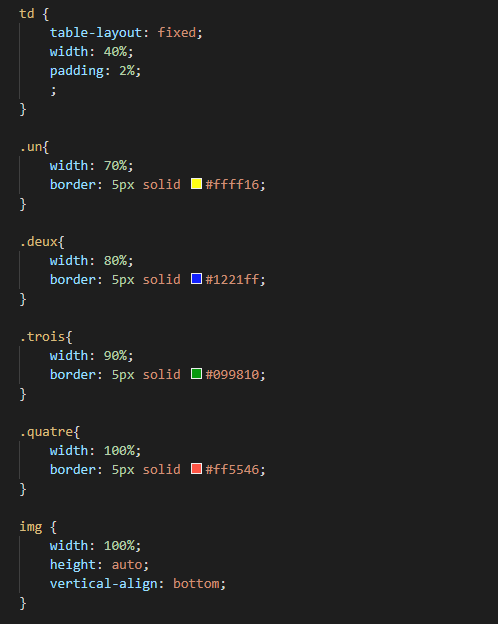 td {
    table-layout: fixed;
    width: 40%;
    padding: 2%;
    ;
}

.un{
    width: 70%;
    border: 5px solid #ffff16;
}

.deux{
    width: 80%;
    border: 5px solid #1221ff;
}

.trois{
    width: 90%;
    border: 5px solid #099810;
}

.quatre{
    width: 100%;
    border: 5px solid #ff5546;
}

img {
    width: 100%;
    height: auto;
    vertical-align: bottom;
}